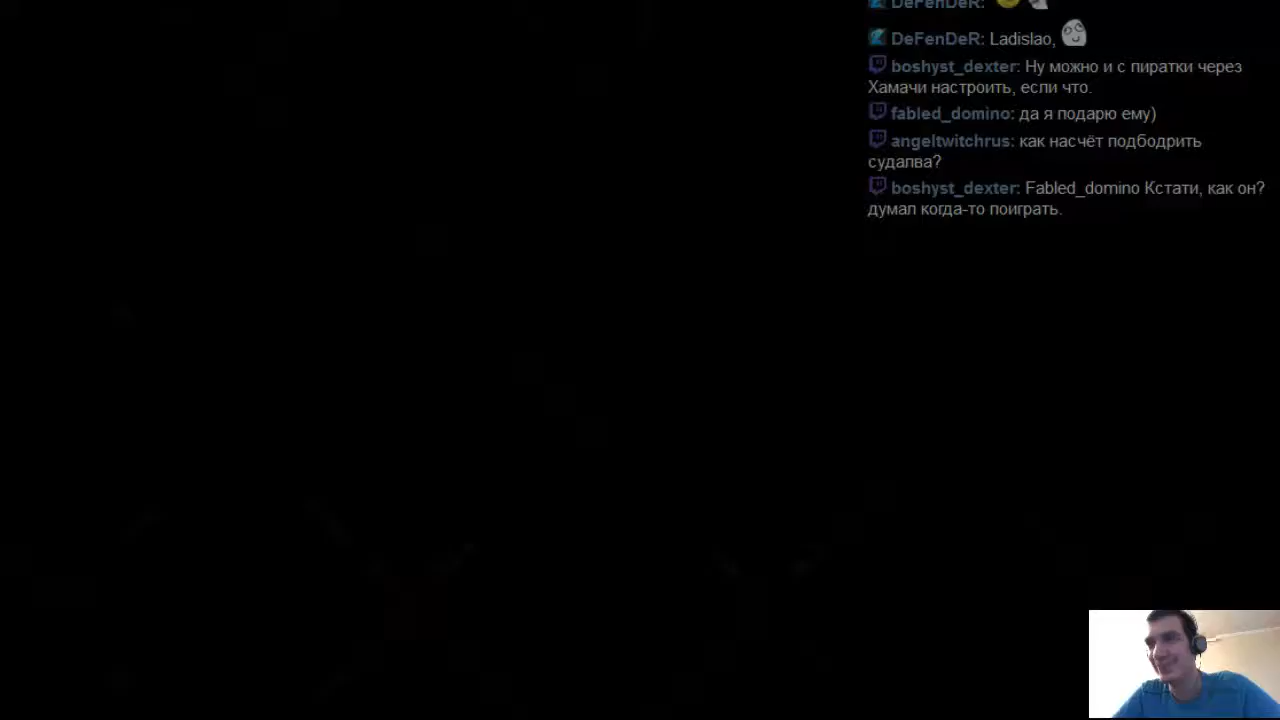 DeFenDeR:
DeFenDeR: Ladislao,
boshyst_dexter: Ну можно и с пиратки через
Хамачи настроить, если что.
fabled_domino: да я подарю ему)
angeltwitchrus: как насчёт подбодрить
судалва?
boshyst_dexter: Fabled_domino Кстати, как он?
думал когда-то поиграть.